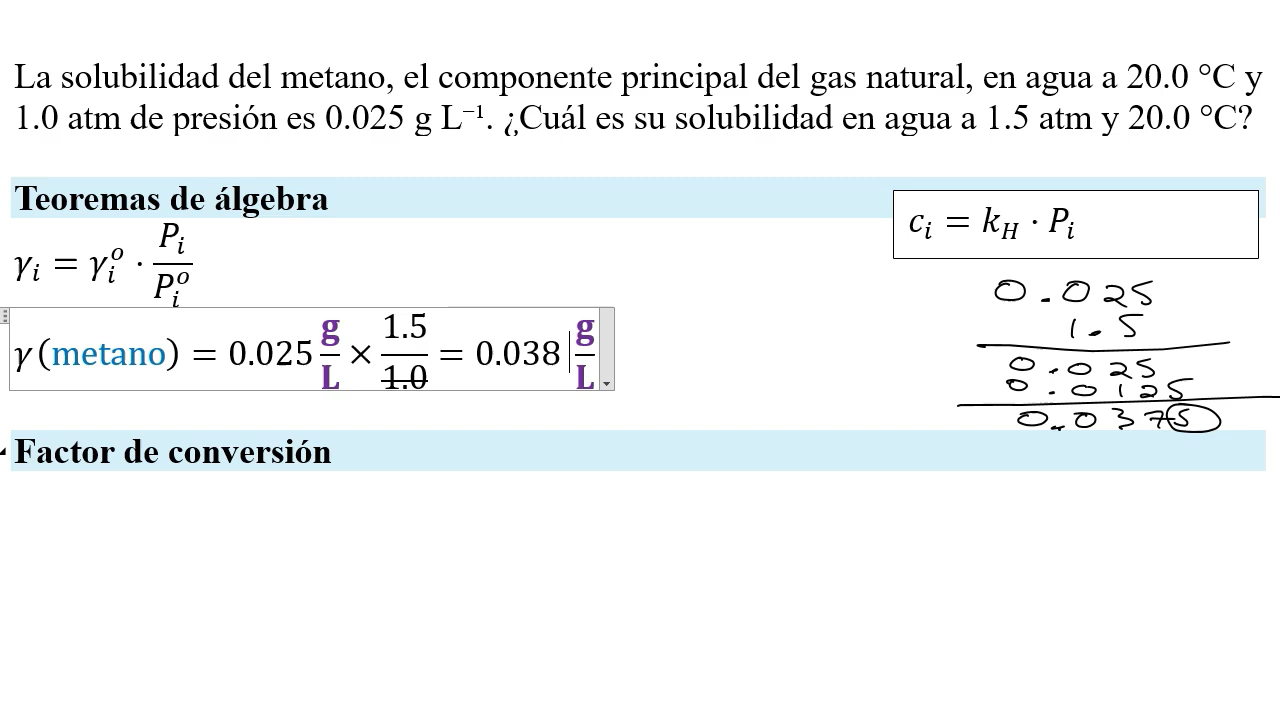 La solubilidad del metano, el componente principal del gas natural, en agua a 20.0 °C y
1.0 atm de presión es 0.025 g L⁻¹. ¿Cuál es su solubilidad en agua a 1.5 atm y 20.0 °C?
Teoremas de álgebra
γᵢ = γᵢᵒ · Pᵢ / Pᵢᵒ
cᵢ = k_H · Pᵢ
γ(metano) = 0.025 g/L × 1.5/1.0 = 0.038 g/L
0.025
1.5
0.025
0.0125
0.0375
Factor de conversión